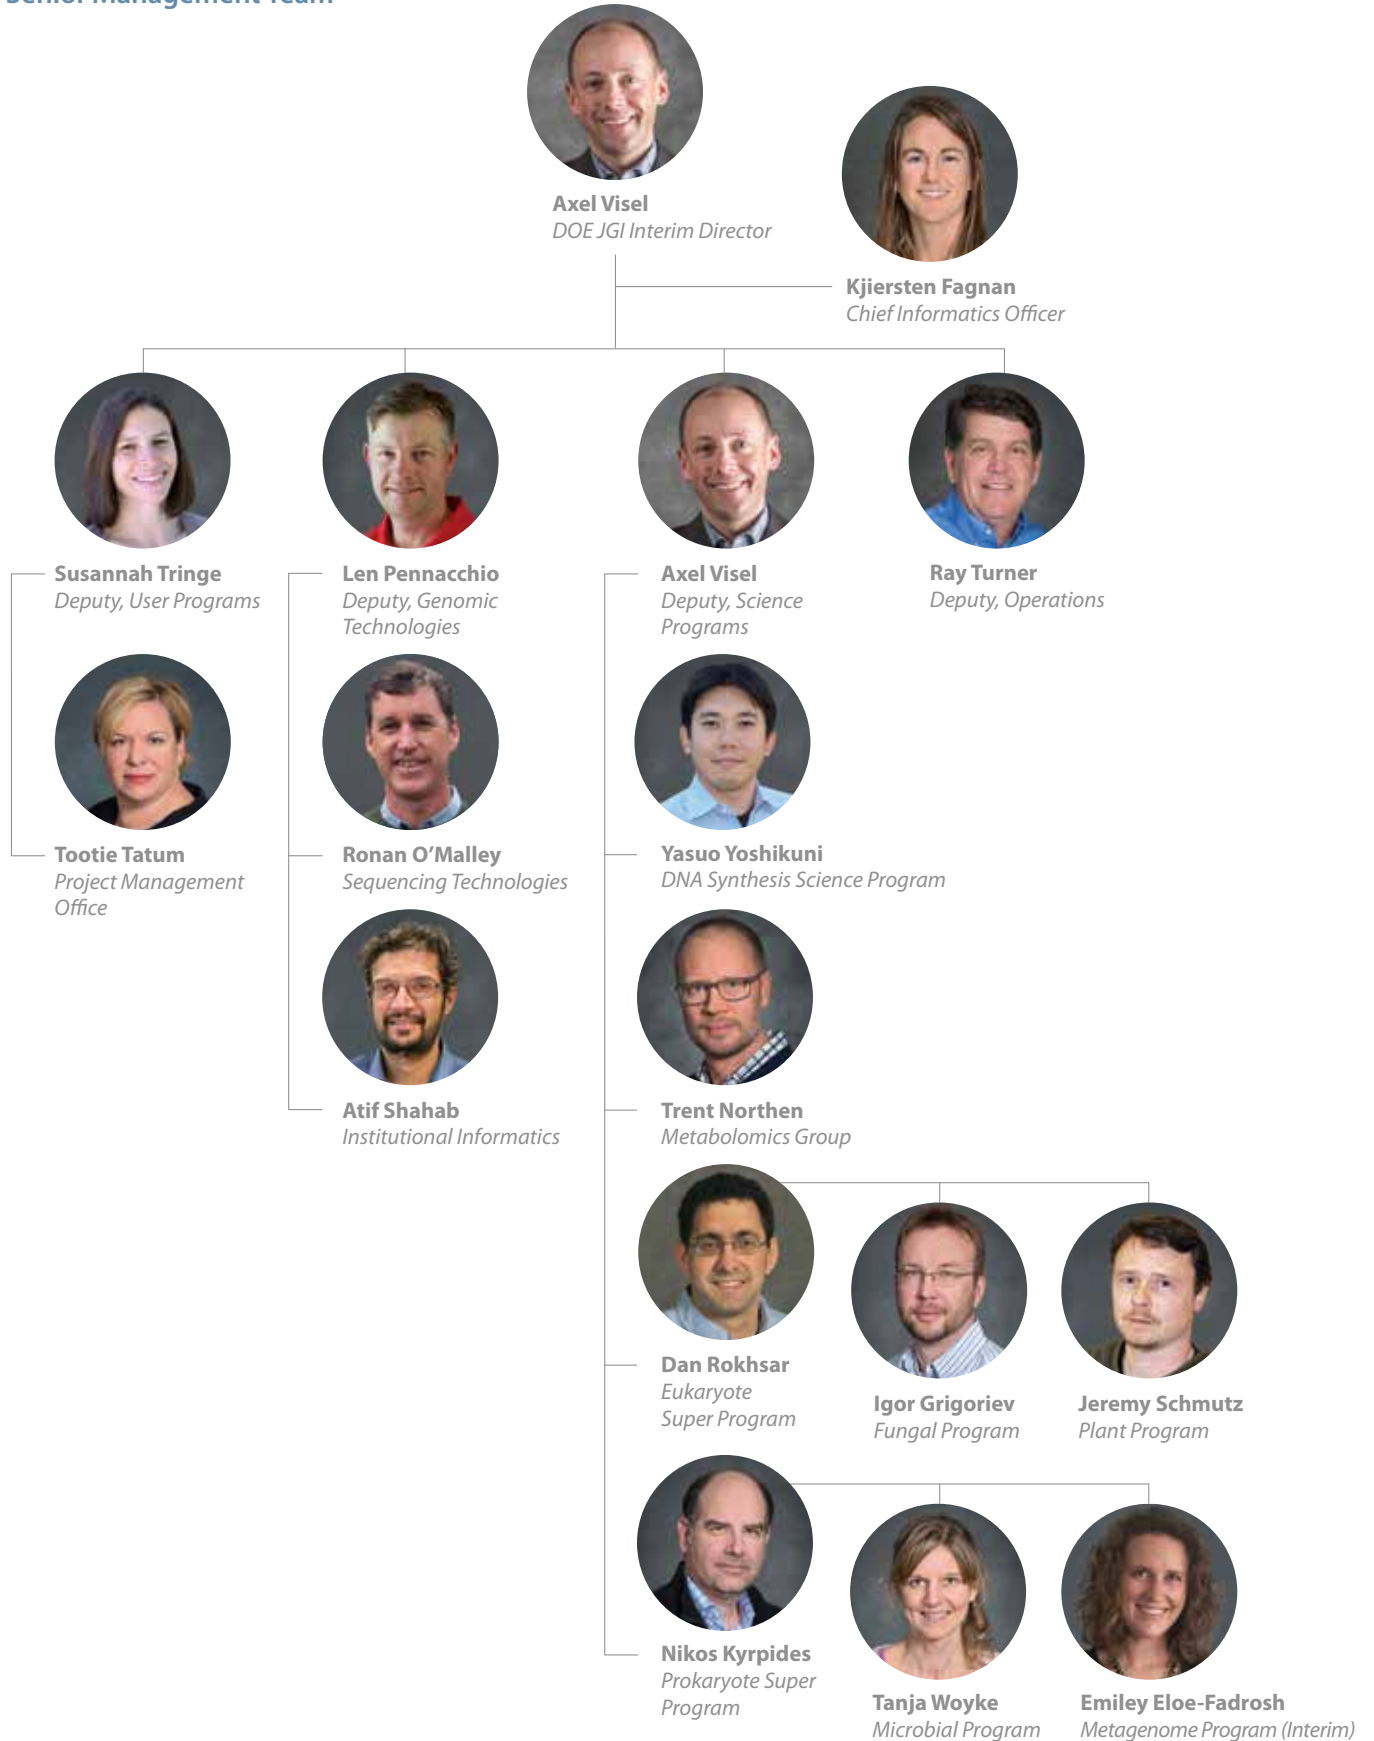 Senior Management Team
Axel Visel
DOE JGI Interim Director
Kjiersten Fagnan
Chief Informatics Officer
Susannah Tringe
Deputy, User Programs
Len Pennacchio
Deputy, Genomic
Technologies
Axel Visel
Deputy, Science
Programs
Ray Turner
Deputy, Operations
Tootie Tatum
Project Management
Office
Ronan O’Malley
Sequencing Technologies
Yasuo Yoshikuni
DNA Synthesis Science Program
Atif Shahab
Institutional Informatics
Trent Northen
Metabolomics Group
Dan Rokhsar
Eukaryote
Super Program
Igor Grigoriev
Fungal Program
Jeremy Schmutz
Plant Program
Nikos Kyrpides
Prokaryote Super
Program
Tanja Woyke
Microbial Program
Emiley Eloe-Fadrosh
Metagenome Program (Interim)